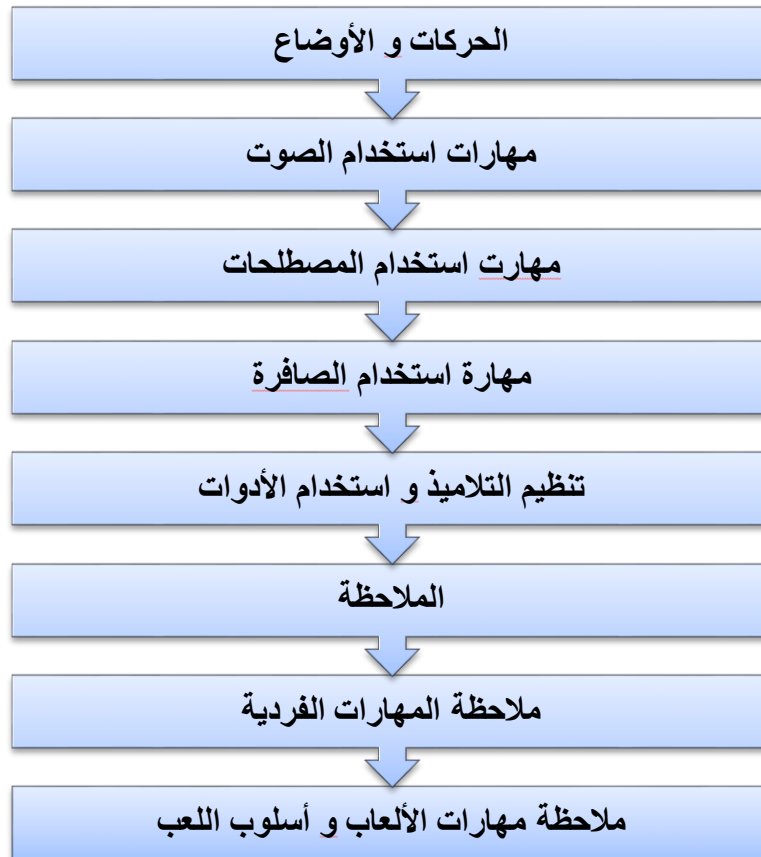 الحركات و الأوضاع
مهارات استخدام الصوت
مهارت استخدام المصطلحات
مهارة استخدام الصافرة
تنظيم التلاميذ و استخدام الأدوات
الملاحظة
ملاحظة المهارات الفردية
ملاحظة مهارات الألعاب و أسلوب اللعب